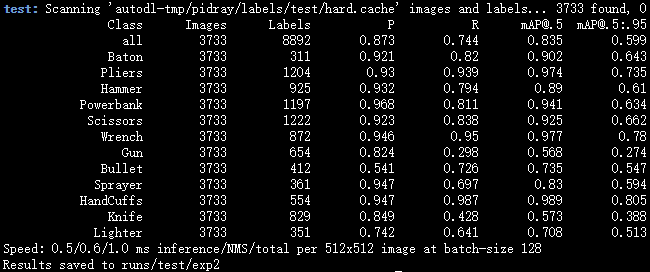 test: Scanning 'autodl-tmp/pidray/labels/test/hard.cache' images and labels... 3733 found, 0
Class Images Labels P R mAP@.5 mAP@.5:.95
all 3733 8892 0.873 0.744 0.835 0.599
Baton 3733 311 0.921 0.82 0.902 0.643
Pliers 3733 1204 0.93 0.939 0.974 0.735
Hammer 3733 925 0.932 0.794 0.89 0.61
Powerbank 3733 1197 0.968 0.811 0.941 0.634
Scissors 3733 1222 0.923 0.838 0.925 0.662
Wrench 3733 872 0.946 0.95 0.977 0.78
Gun 3733 654 0.824 0.298 0.568 0.274
Bullet 3733 412 0.541 0.726 0.735 0.547
Sprayer 3733 361 0.947 0.697 0.83 0.594
HandCuffs 3733 554 0.947 0.987 0.989 0.805
Knife 3733 829 0.849 0.428 0.573 0.388
Lighter 3733 351 0.742 0.641 0.708 0.513
Speed: 0.5/0.6/1.0 ms inference/NMS/total per 512x512 image at batch-size 128
Results saved to runs/test/exp2